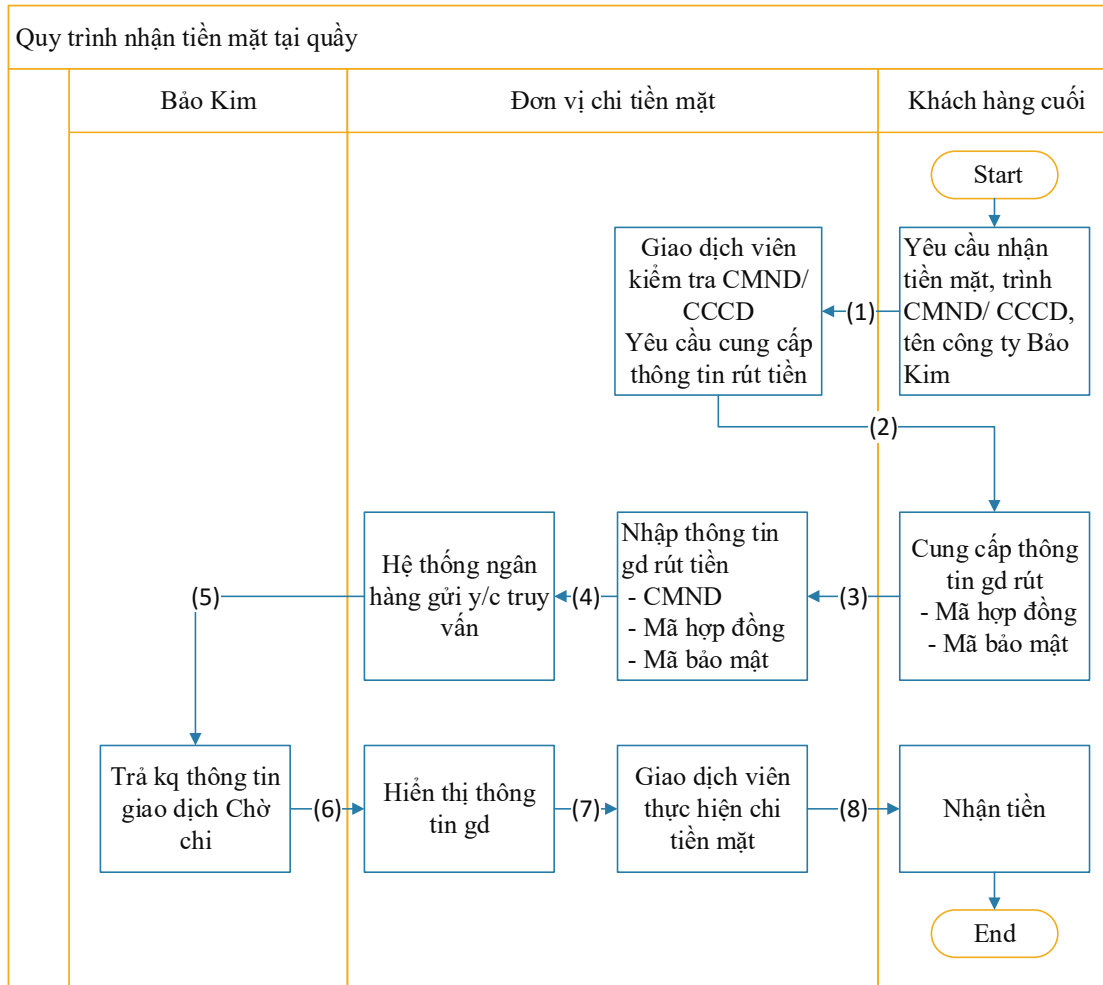 Quy trình nhận tiền mặt tại quầy
Bảo Kim
Đơn vị chi tiền mặt
Khách hàng cuối
Start
Yêu cầu nhận
tiền mặt, trình
CMND/ CCCD,
tên công ty Bảo
Kim
(1)
Giao dịch viên
kiểm tra CMND/
CCCD
Yêu cầu cung cấp
thông tin rút tiền
(2)
Cung cấp thông
tin gd rút
- Mã hợp đồng
- Mã bảo mật
(3)
Nhập thông tin
gd rút tiền
- CMND
- Mã hợp đồng
- Mã bảo mật
(4)
Hệ thống ngân
hàng gửi y/c truy
vấn
(5)
Trả kq thông tin
giao dịch Chờ
chi
(6)
Hiển thị thông
tin gd
(7)
Giao dịch viên
thực hiện chi
tiền mặt
(8)
Nhận tiền
End